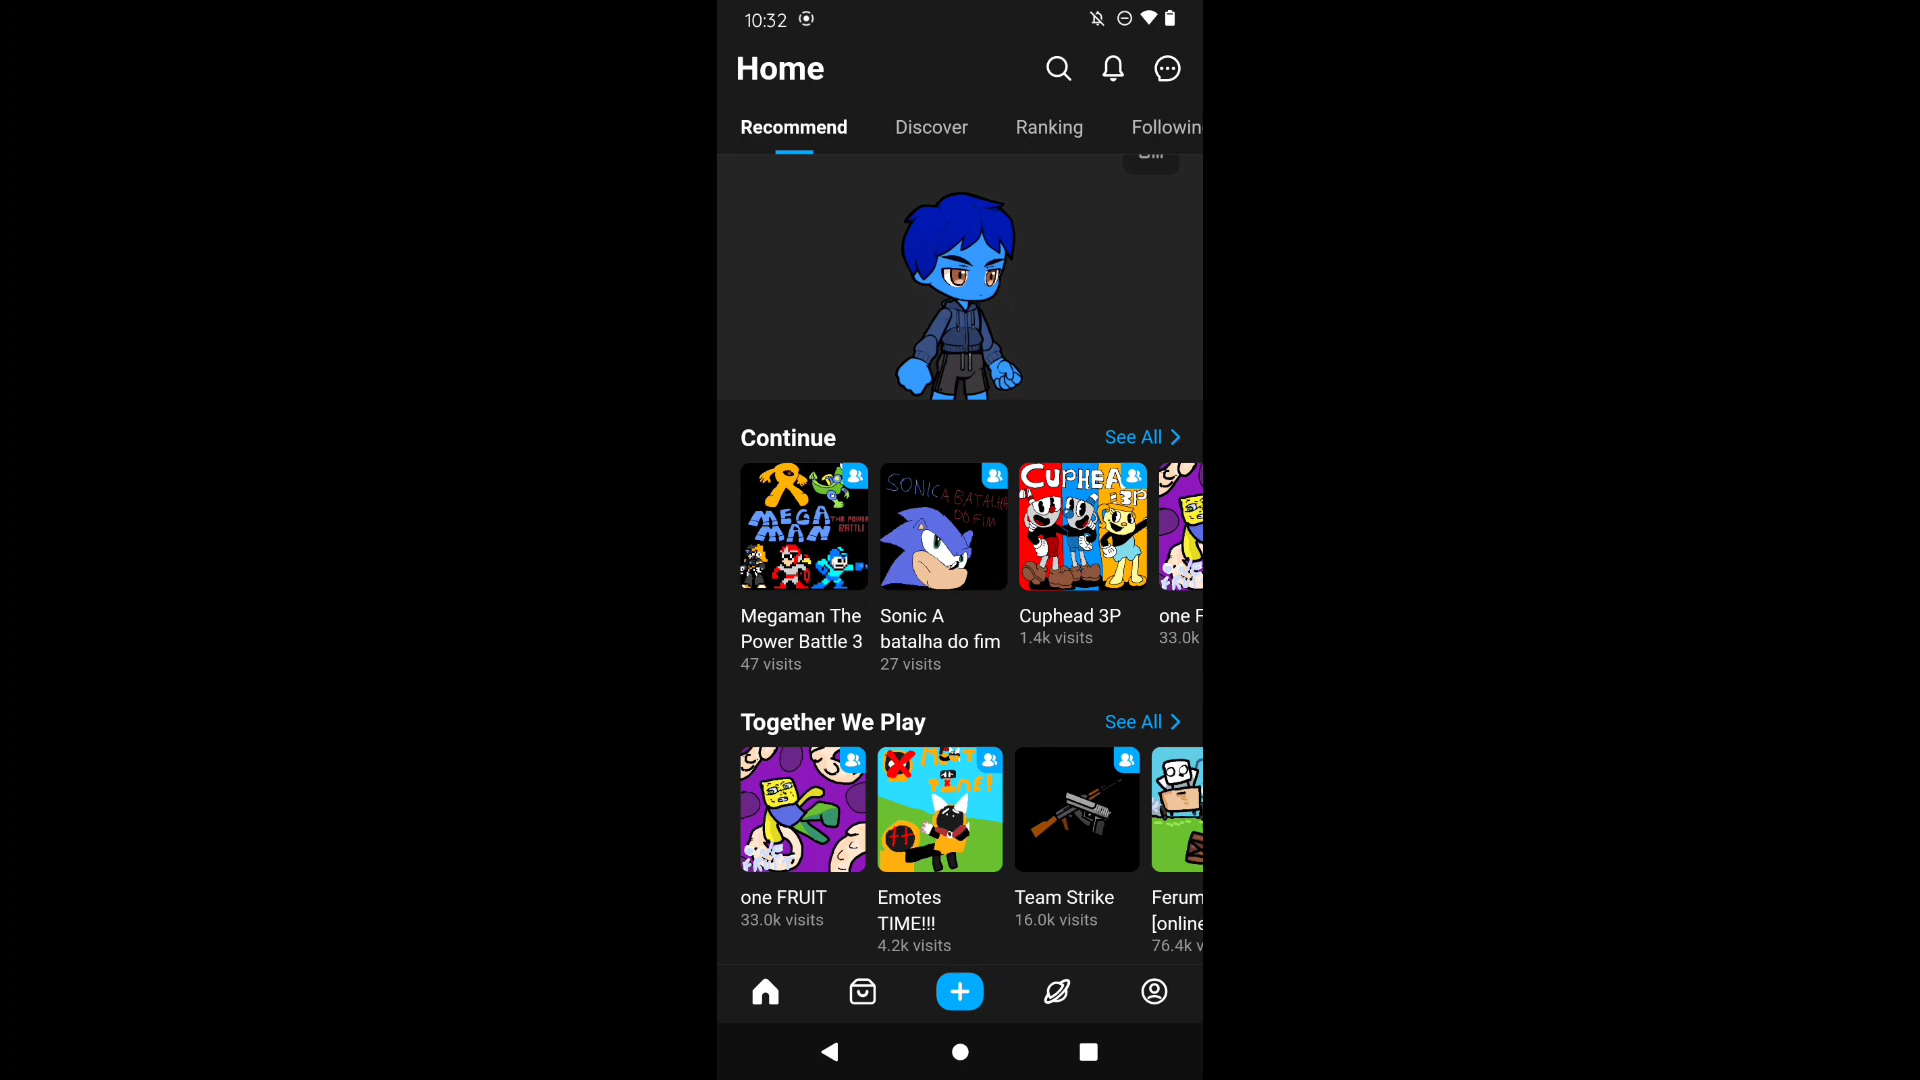 10:32
Home
Recommend Discover Ranking Followin
Continue See All
MEGA MAN THE POWER BATTLE
SONIC A BATALHA DO FIM
CUPHEA 3P
Megaman The Power Battle 3
47 visits
Sonic A batalha do fim
27 visits
Cuphead 3P
1.4k visits
one F
33.0k
Together We Play See All
one FRUIT
33.0k visits
Emotes TIME!!!
4.2k visits
Team Strike
16.0k visits
Ferum [online
76.4k v